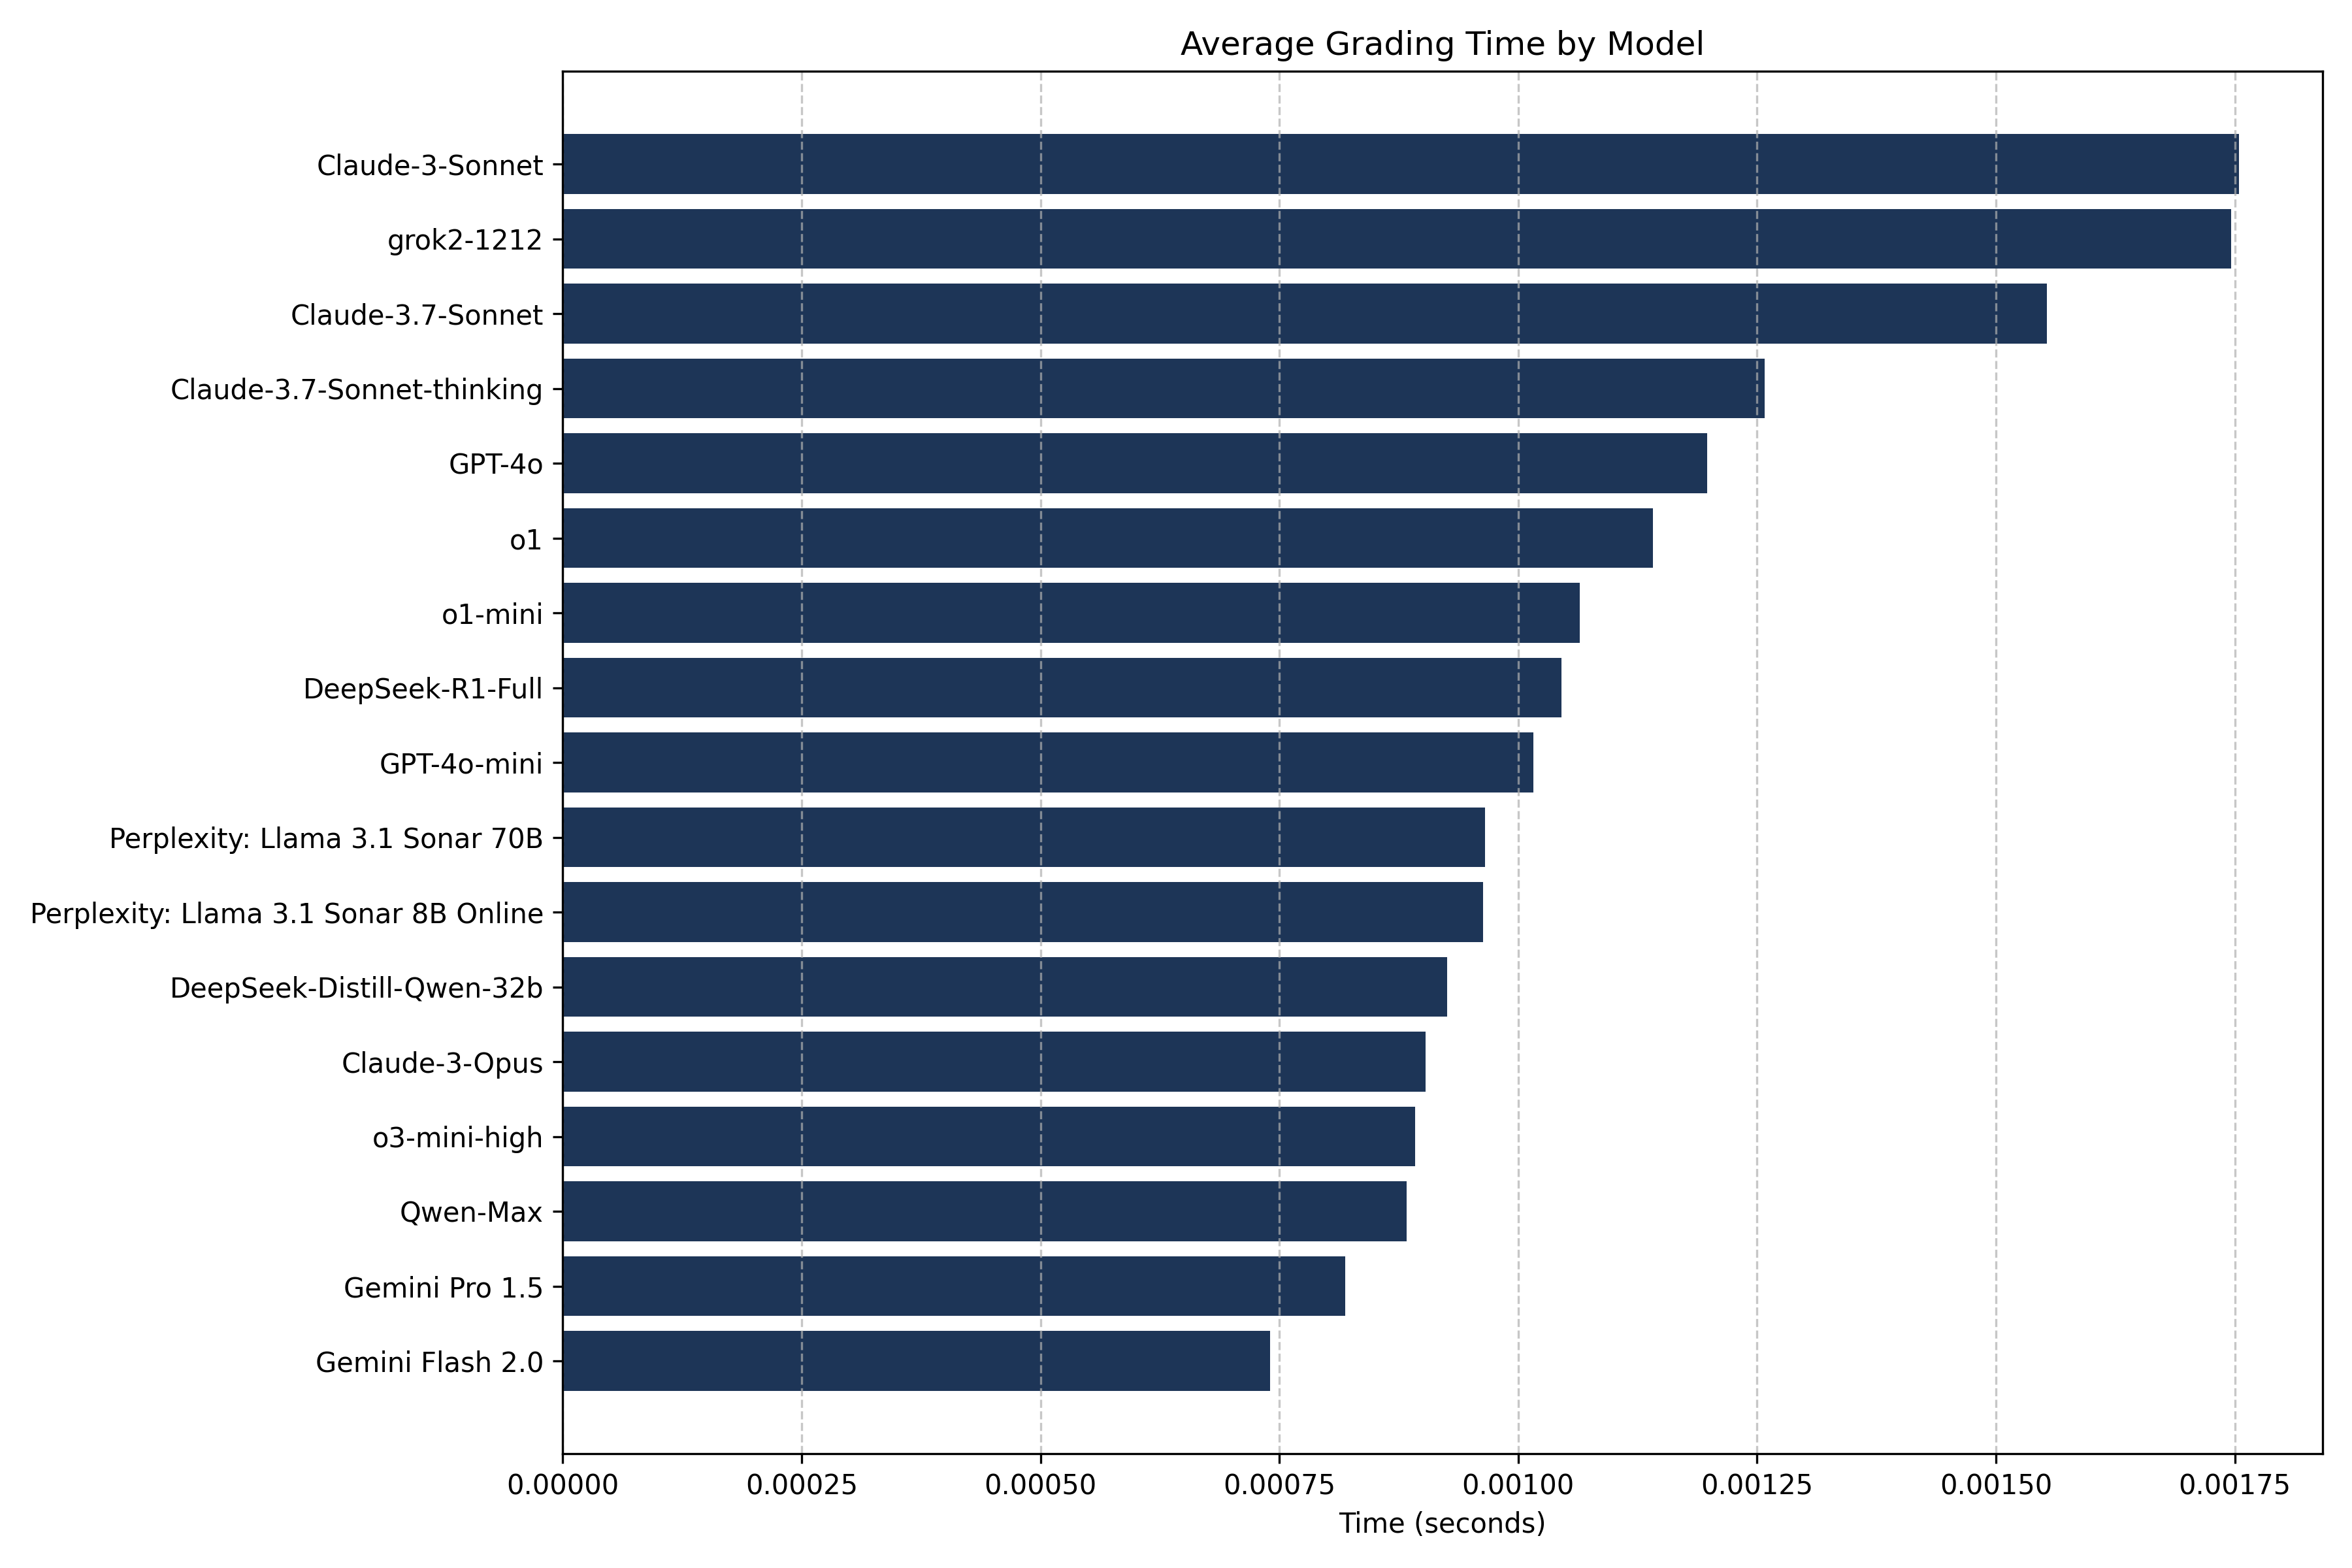 Average Grading Time by Model
Claude-3-Sonnet
grok2-1212
Claude-3.7-Sonnet
Claude-3.7-Sonnet-thinking
GPT-4o
o1
o1-mini
DeepSeek-R1-Full
GPT-4o-mini
Perplexity: Llama 3.1 Sonar 70B
Perplexity: Llama 3.1 Sonar 8B Online
DeepSeek-Distill-Qwen-32b
Claude-3-Opus
o3-mini-high
Qwen-Max
Gemini Pro 1.5
Gemini Flash 2.0
0.00000 0.00025 0.00050 0.00075 0.00100 0.00125 0.00150 0.00175
Time (seconds)